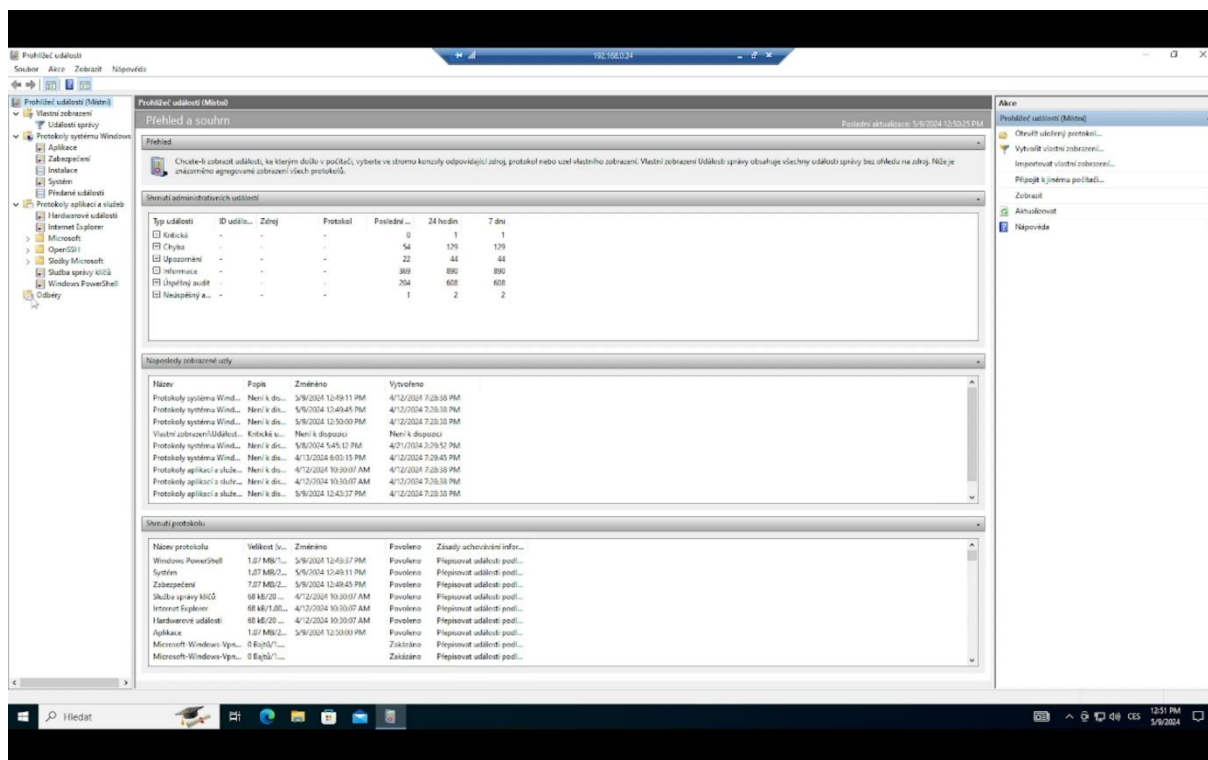 Prohlížeč událostí
192.168.0.24
Soubor Akce Zobrazit Nápověda
Prohlížeč událostí (Místní)
Vlastní zobrazení
Události správy
Protokoly systému Windows
Aplikace
Zabezpečení
Instalace
Systém
Předané události
Protokoly aplikací a služeb
Hardwarové události
Internet Explorer
Microsoft
OpenSSH
Složky Microsoft
Služba správy klíčů
Windows PowerShell
Odběry
Prohlížeč událostí (Místní)
Přehled a souhrn
Poslední aktualizace: 5/9/2024 12:50:25 PM
Přehled
Chcete-li zobrazit události, ke kterým došlo v počítači, vyberte ve stromu konzoly odpovídající zdroj, protokol nebo uzel vlastního zobrazení. Vlastní zobrazení Události správy obsahuje všechny události správy bez ohledu na zdroj. Níže je
znázorněno agregované zobrazení všech protokolů.
Shrnutí administrativních událostí
Typ události ID událo... Zdroj Protokol Poslední ... 24 hodin 7 dní
Kritická - - - 0 1 1
Chyba - - - 54 129 129
Upozornění - - - 22 44 44
Informace - - - 369 890 890
Úspěšný audit - - - 204 608 608
Neúspěšný a... - - - 1 2 2
Naposledy zobrazené uzly
Název Popis Změněno Vytvořeno
Protokoly systému Wind... Není k dis... 5/9/2024 12:49:11 PM 4/12/2024 7:28:38 PM
Protokoly systému Wind... Není k dis... 5/9/2024 12:49:45 PM 4/12/2024 7:28:38 PM
Protokoly systému Wind... Není k dis... 5/9/2024 12:50:00 PM 4/12/2024 7:28:38 PM
Vlastní zobrazení\Událost... Kritické u... Není k dispozici Není k dispozici
Protokoly systému Wind... Není k dis... 5/8/2024 5:45:12 PM 4/21/2024 2:29:52 PM
Protokoly systému Wind... Není k dis... 4/13/2024 6:03:15 PM 4/12/2024 7:29:45 PM
Protokoly aplikací a služe... Není k dis... 4/12/2024 10:30:07 AM 4/12/2024 7:28:38 PM
Protokoly aplikací a služe... Není k dis... 4/12/2024 10:30:07 AM 4/12/2024 7:28:38 PM
Protokoly aplikací a služe... Není k dis... 5/9/2024 12:43:37 PM 4/12/2024 7:28:38 PM
Shrnutí protokolu
Název protokolu Velikost (v... Změněno Povoleno Zásady uchovávání infor...
Windows PowerShell 1.07 MB/1... 5/9/2024 12:43:37 PM Povoleno Přepisovat události podl...
Systém 1.07 MB/2... 5/9/2024 12:49:11 PM Povoleno Přepisovat události podl...
Zabezpečení 7.07 MB/2... 5/9/2024 12:49:45 PM Povoleno Přepisovat události podl...
Služba správy klíčů 68 kB/20 ... 4/12/2024 10:30:07 AM Povoleno Přepisovat události podl...
Internet Explorer 68 kB/1.00... 4/12/2024 10:30:07 AM Povoleno Přepisovat události podl...
Hardwarové události 68 kB/20 ... 4/12/2024 10:30:07 AM Povoleno Přepisovat události podl...
Aplikace 1.07 MB/2... 5/9/2024 12:50:00 PM Povoleno Přepisovat události podl...
Microsoft-Windows-Vpn... 0 Bajtů/1.... Zakázáno Přepisovat události podl...
Microsoft-Windows-Vpn... 0 Bajtů/1.... Zakázáno Přepisovat události podl...
Akce
Prohlížeč událostí (Místní)
Otevřít uložený protokol...
Vytvořit vlastní zobrazení...
Importovat vlastní zobrazení...
Připojit k jinému počítači...
Zobrazit
Aktualizovat
Nápověda
Hledat
CES
12:51 PM
5/9/2024